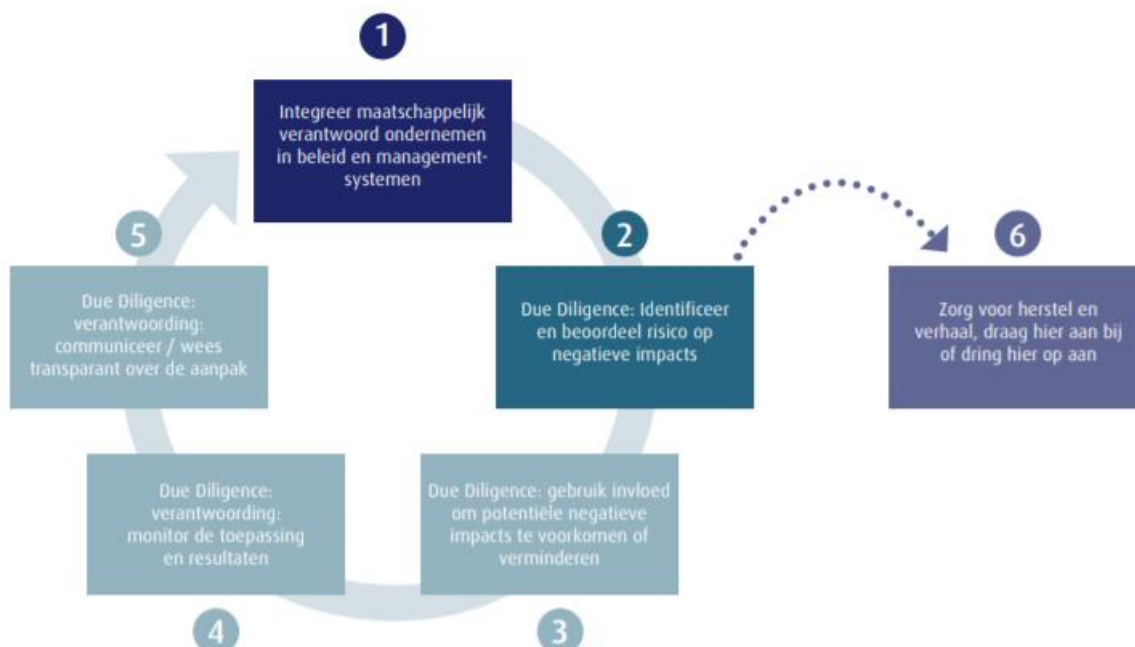 1
Integreer maatschappelijk
verantwoord ondernemen
in beleid en management-
systemen
2
Due Diligence: Identificeer
en beoordeel risico op
negatieve impacts
3
Due Diligence: gebruik invloed
om potentiële negatieve
impacts te voorkomen of
verminderen
4
Due Diligence:
verantwoording:
monitor de toepassing
en resultaten
5
Due Diligence:
verantwoording:
communiceer / wees
transparant over de aanpak
6
Zorg voor herstel en
verhaal, draag hier aan bij
of dring hier op aan